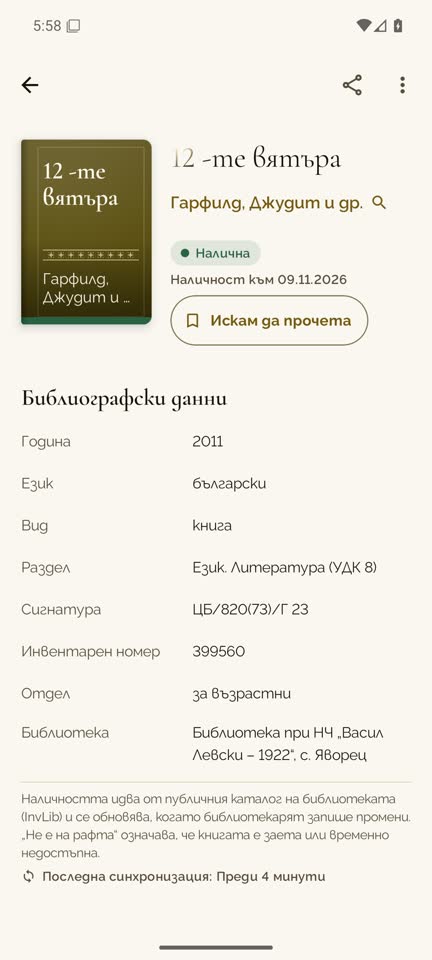 5:58
12 -те
вятъра
Гарфилд,
Джудит и ...
12 -те вятъра
Гарфилд, Джудит и др.
Налична
Наличност към 09.11.2026
Искам да прочета
Библиографски данни
Година 2011
Език български
Вид книга
Раздел Език. Литература (УДК 8)
Сигнатура ЦБ/820(73)/Г 23
Инвентарен номер 399560
Отдел за възрастни
Библиотека Библиотека при НЧ „Васил
Левски – 1922", с. Яворец
Наличността идва от публичния каталог на библиотеката
(InvLib) и се обновява, когато библиотекарят запише промени.
„Не е на рафта“ означава, че книгата е заета или временно
недостъпна.
Последна синхронизация: Преди 4 минути